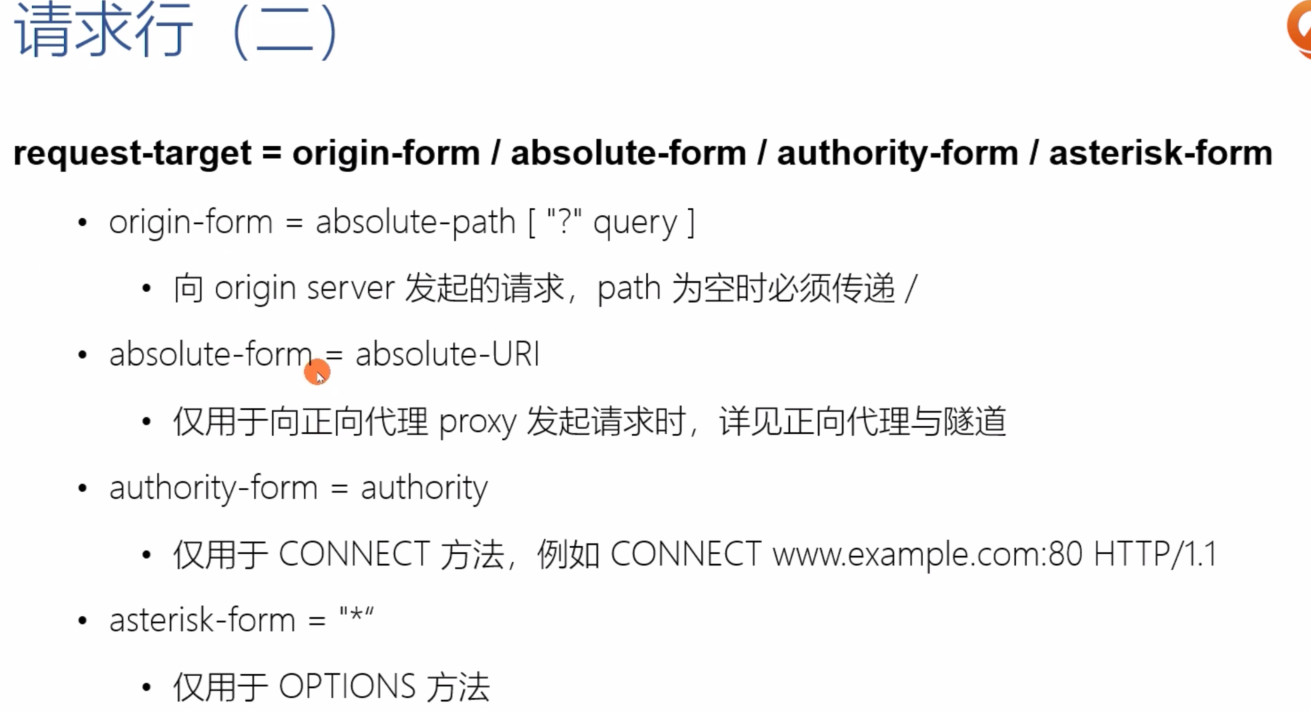 请求行（二）
request-target = origin-form / absolute-form / authority-form / asterisk-form
• origin-form = absolute-path [ "?" query ]
• 向 origin server 发起的请求，path 为空时必须传递 /
• absolute-form = absolute-URI
• 仅用于向正向代理 proxy 发起请求时，详见正向代理与隧道
• authority-form = authority
• 仅用于 CONNECT 方法，例如 CONNECT www.example.com:80 HTTP/1.1
• asterisk-form = "*“
• 仅用于 OPTIONS 方法